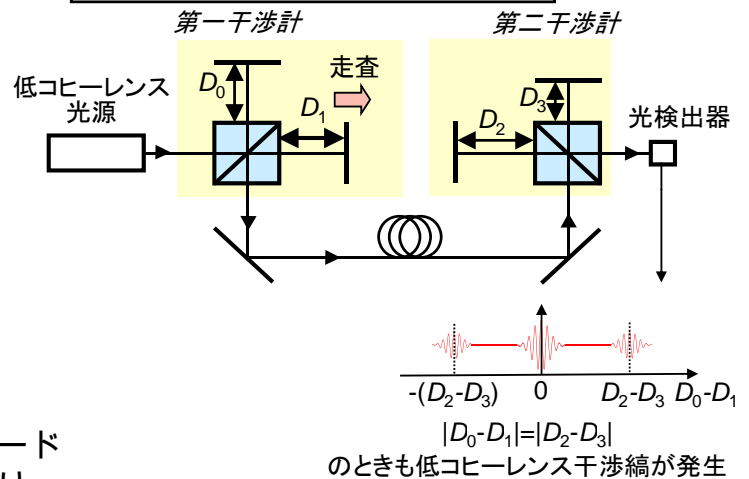 第一干渉計
第二干渉計
低コヒーレンス
光源
D0
D1
走査
D2
D3
光検出器
-(D2-D3)
0
D2-D3
D0-D1
|D0-D1|=|D2-D3|
のときも低コヒーレンス干渉縞が発生
ード